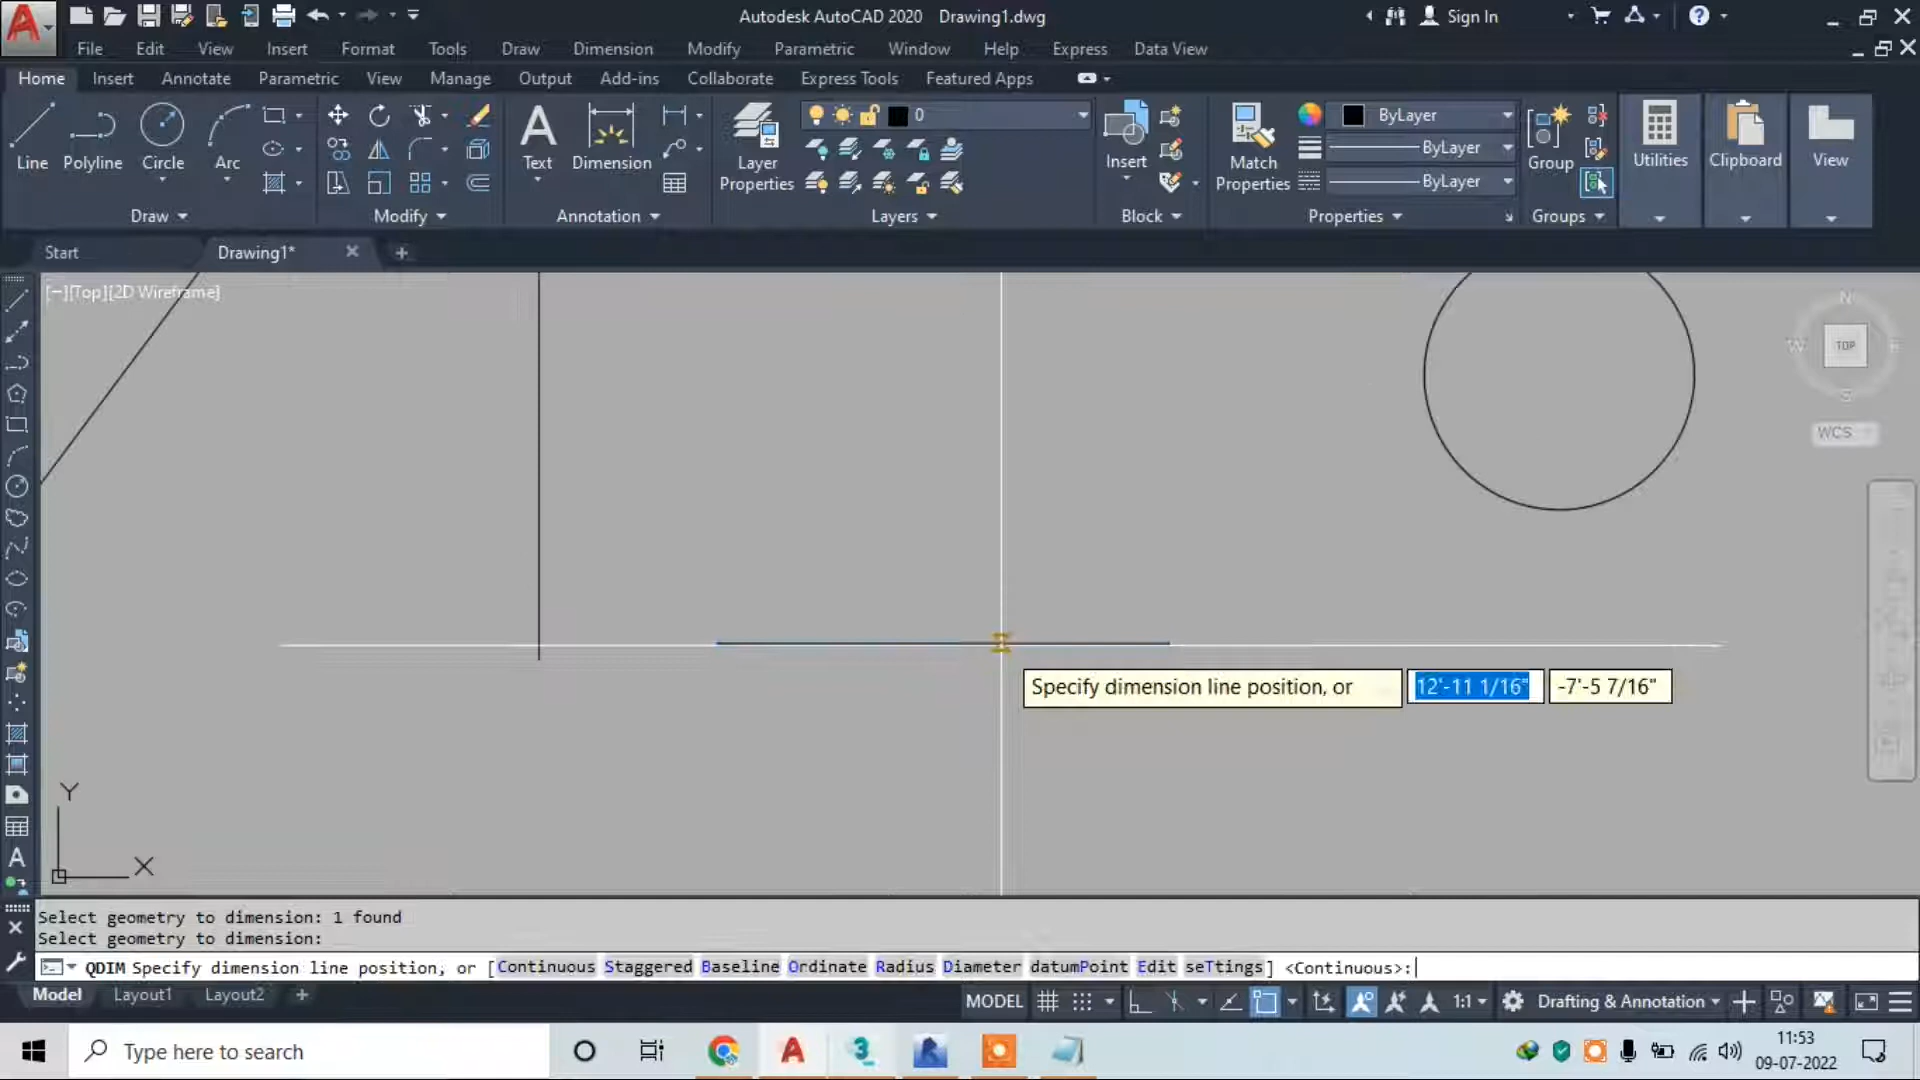 Autodesk AutoCAD 2020 Drawing1.dwg
Sign In
File Edit View Insert Format Tools Draw Dimension Modify Parametric Window Help Express Data View
Home Insert Annotate Parametric View Manage Output Add-ins Collaborate Express Tools Featured Apps
Line Polyline Circle Arc
Text Dimension
Layer Properties
0
Insert
Match Properties
ByLayer
ByLayer
ByLayer
Group
Utilities
Clipboard
View
Draw Modify Annotation Layers Block Properties Groups
Start Drawing1*
[−][Top][2D Wireframe]
N
W TOP E
S
WCS
Specify dimension line position, or 12'-11 1/16" -7'-5 7/16"
Y
X
Select geometry to dimension: 1 found
Select geometry to dimension:
QDIM Specify dimension line position, or [Continuous Staggered Baseline Ordinate Radius Diameter datumPoint Edit seTtings] <Continuous>:
Model Layout1 Layout2
MODEL 1:1 Drafting & Annotation
Type here to search
11:53
09-07-2022